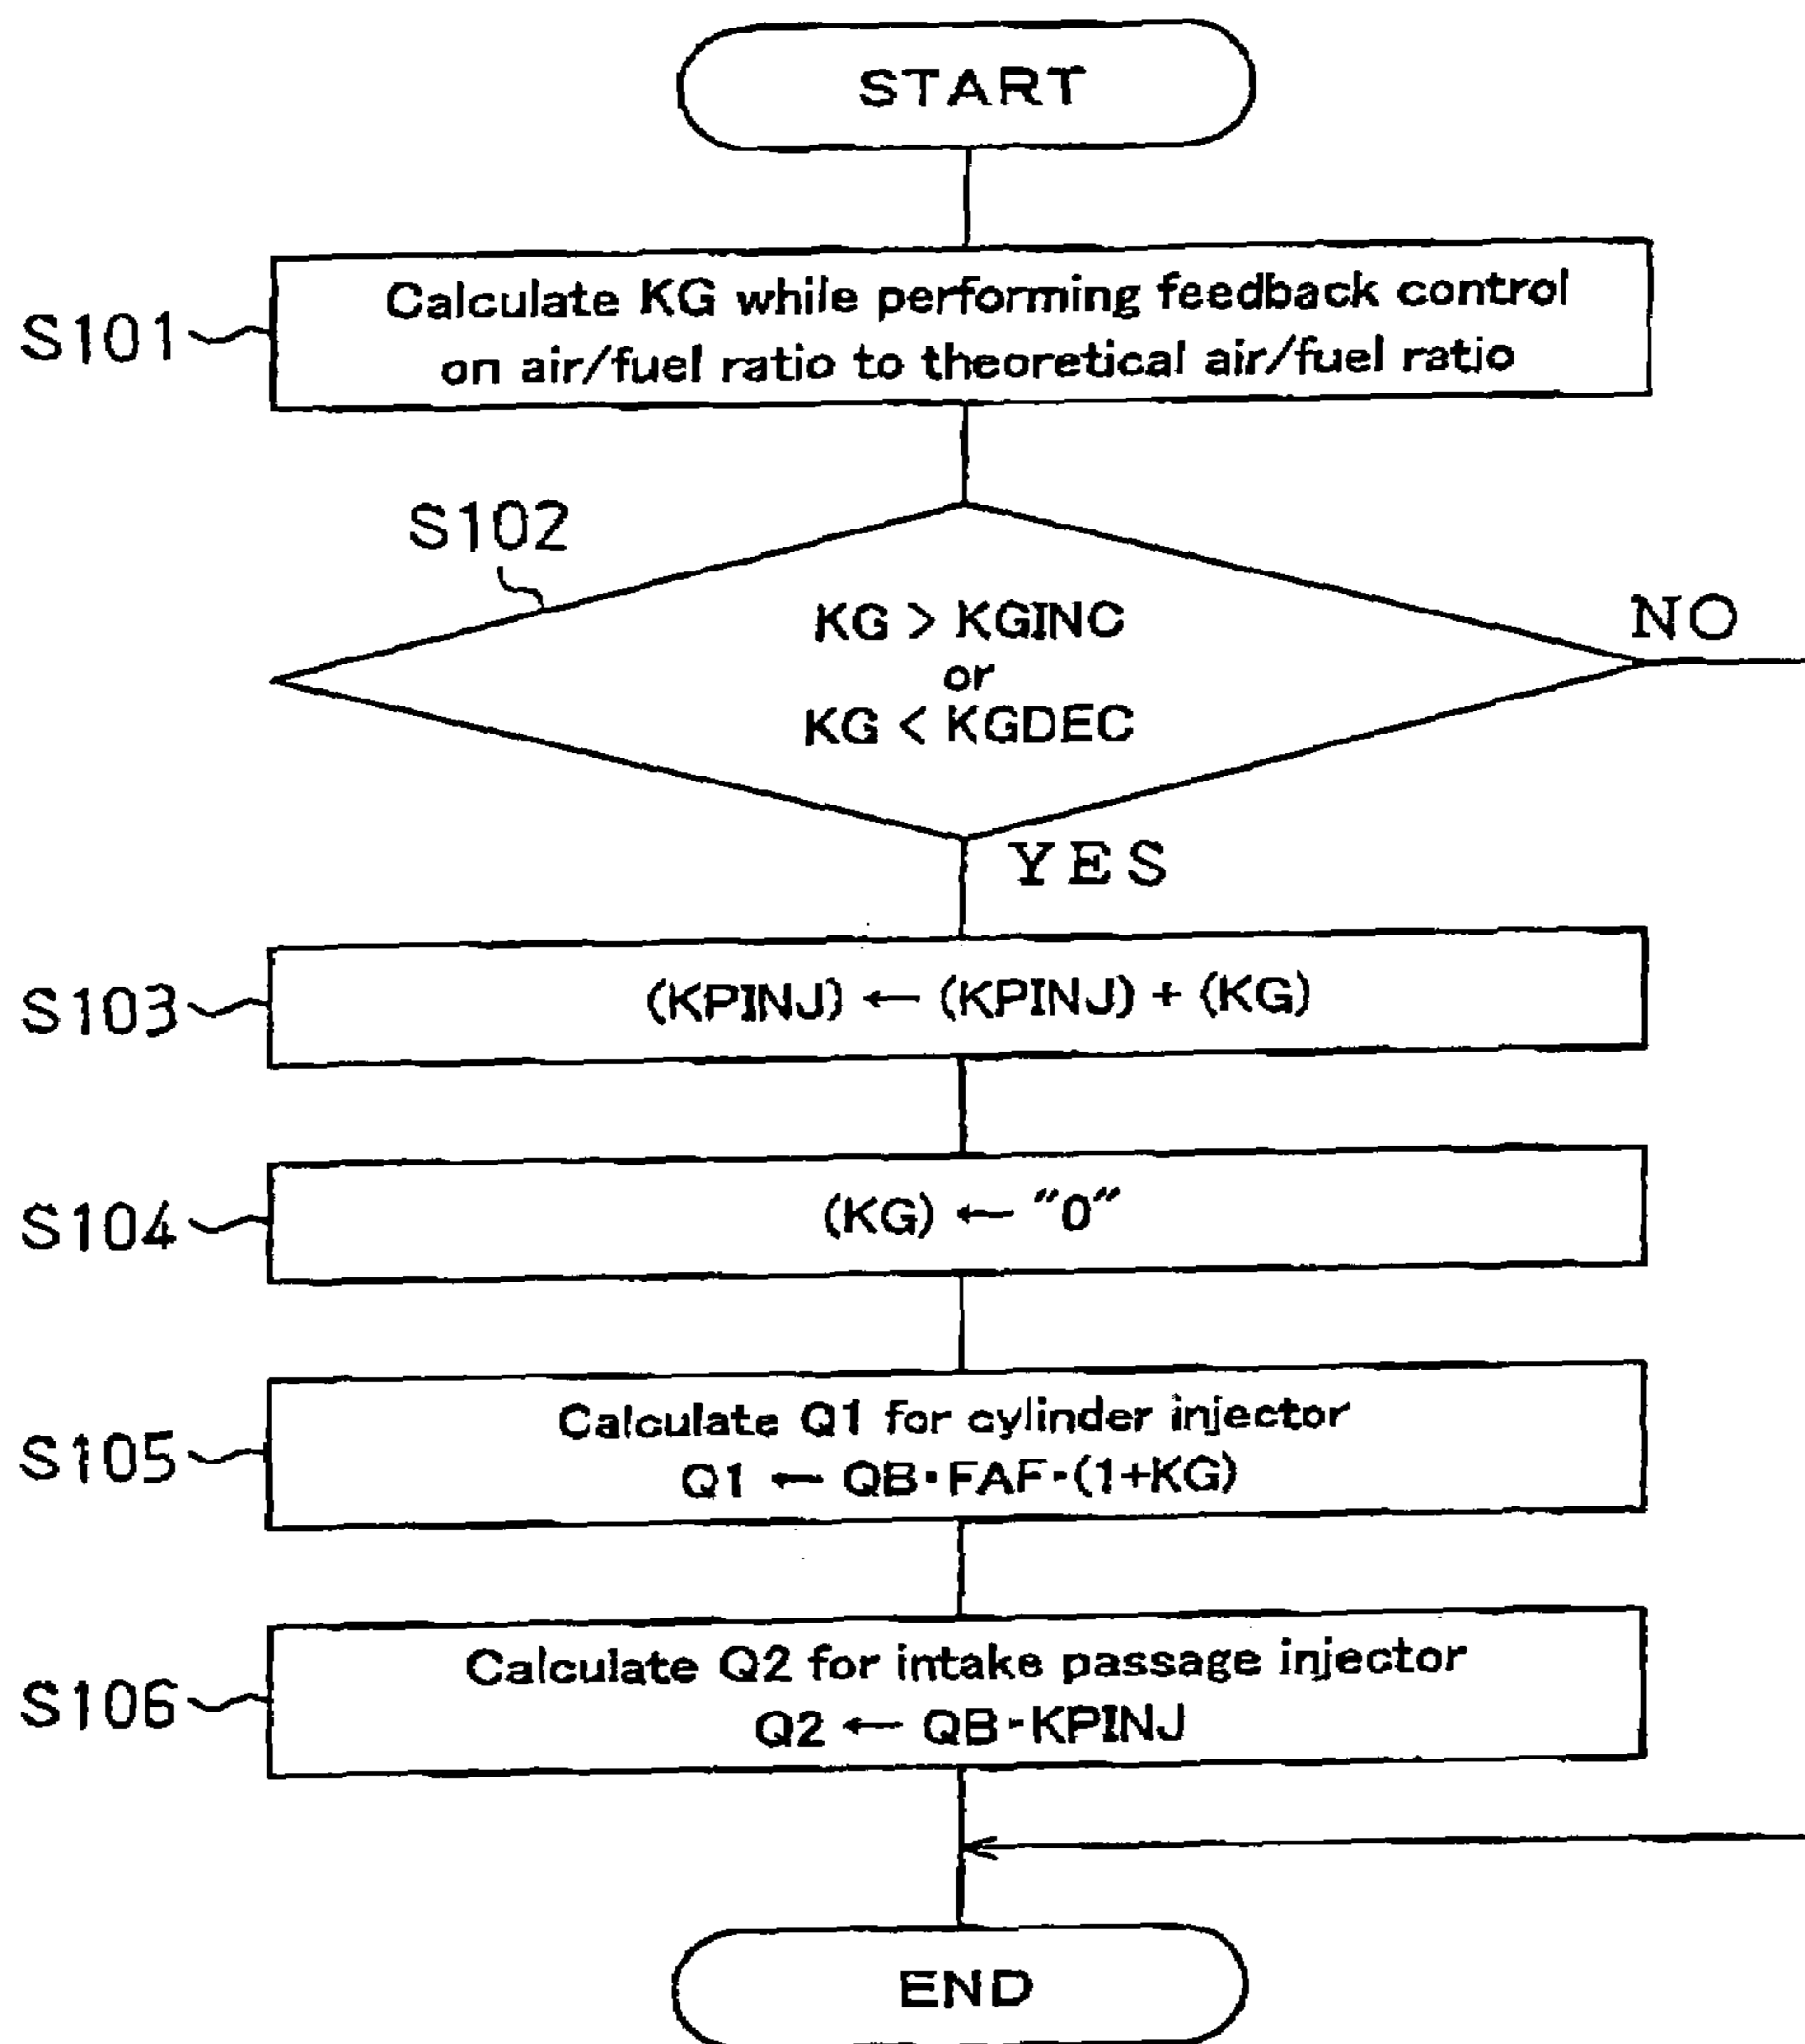 START
S101
Calculate KG while performing feedback control
on air/fuel ratio to theoretical air/fuel ratio
S102
KG > KGINC
or
KG < KGDEC
NO
YES
S103
(KPINJ) ← (KPINJ) + (KG)
S104
(KG) ← "0"
S105
Calculate Q1 for cylinder injector
Q1 ← QB·FAF·(1+KG)
S106
Calculate Q2 for intake passage injector
Q2 ← QB·KPINJ
END